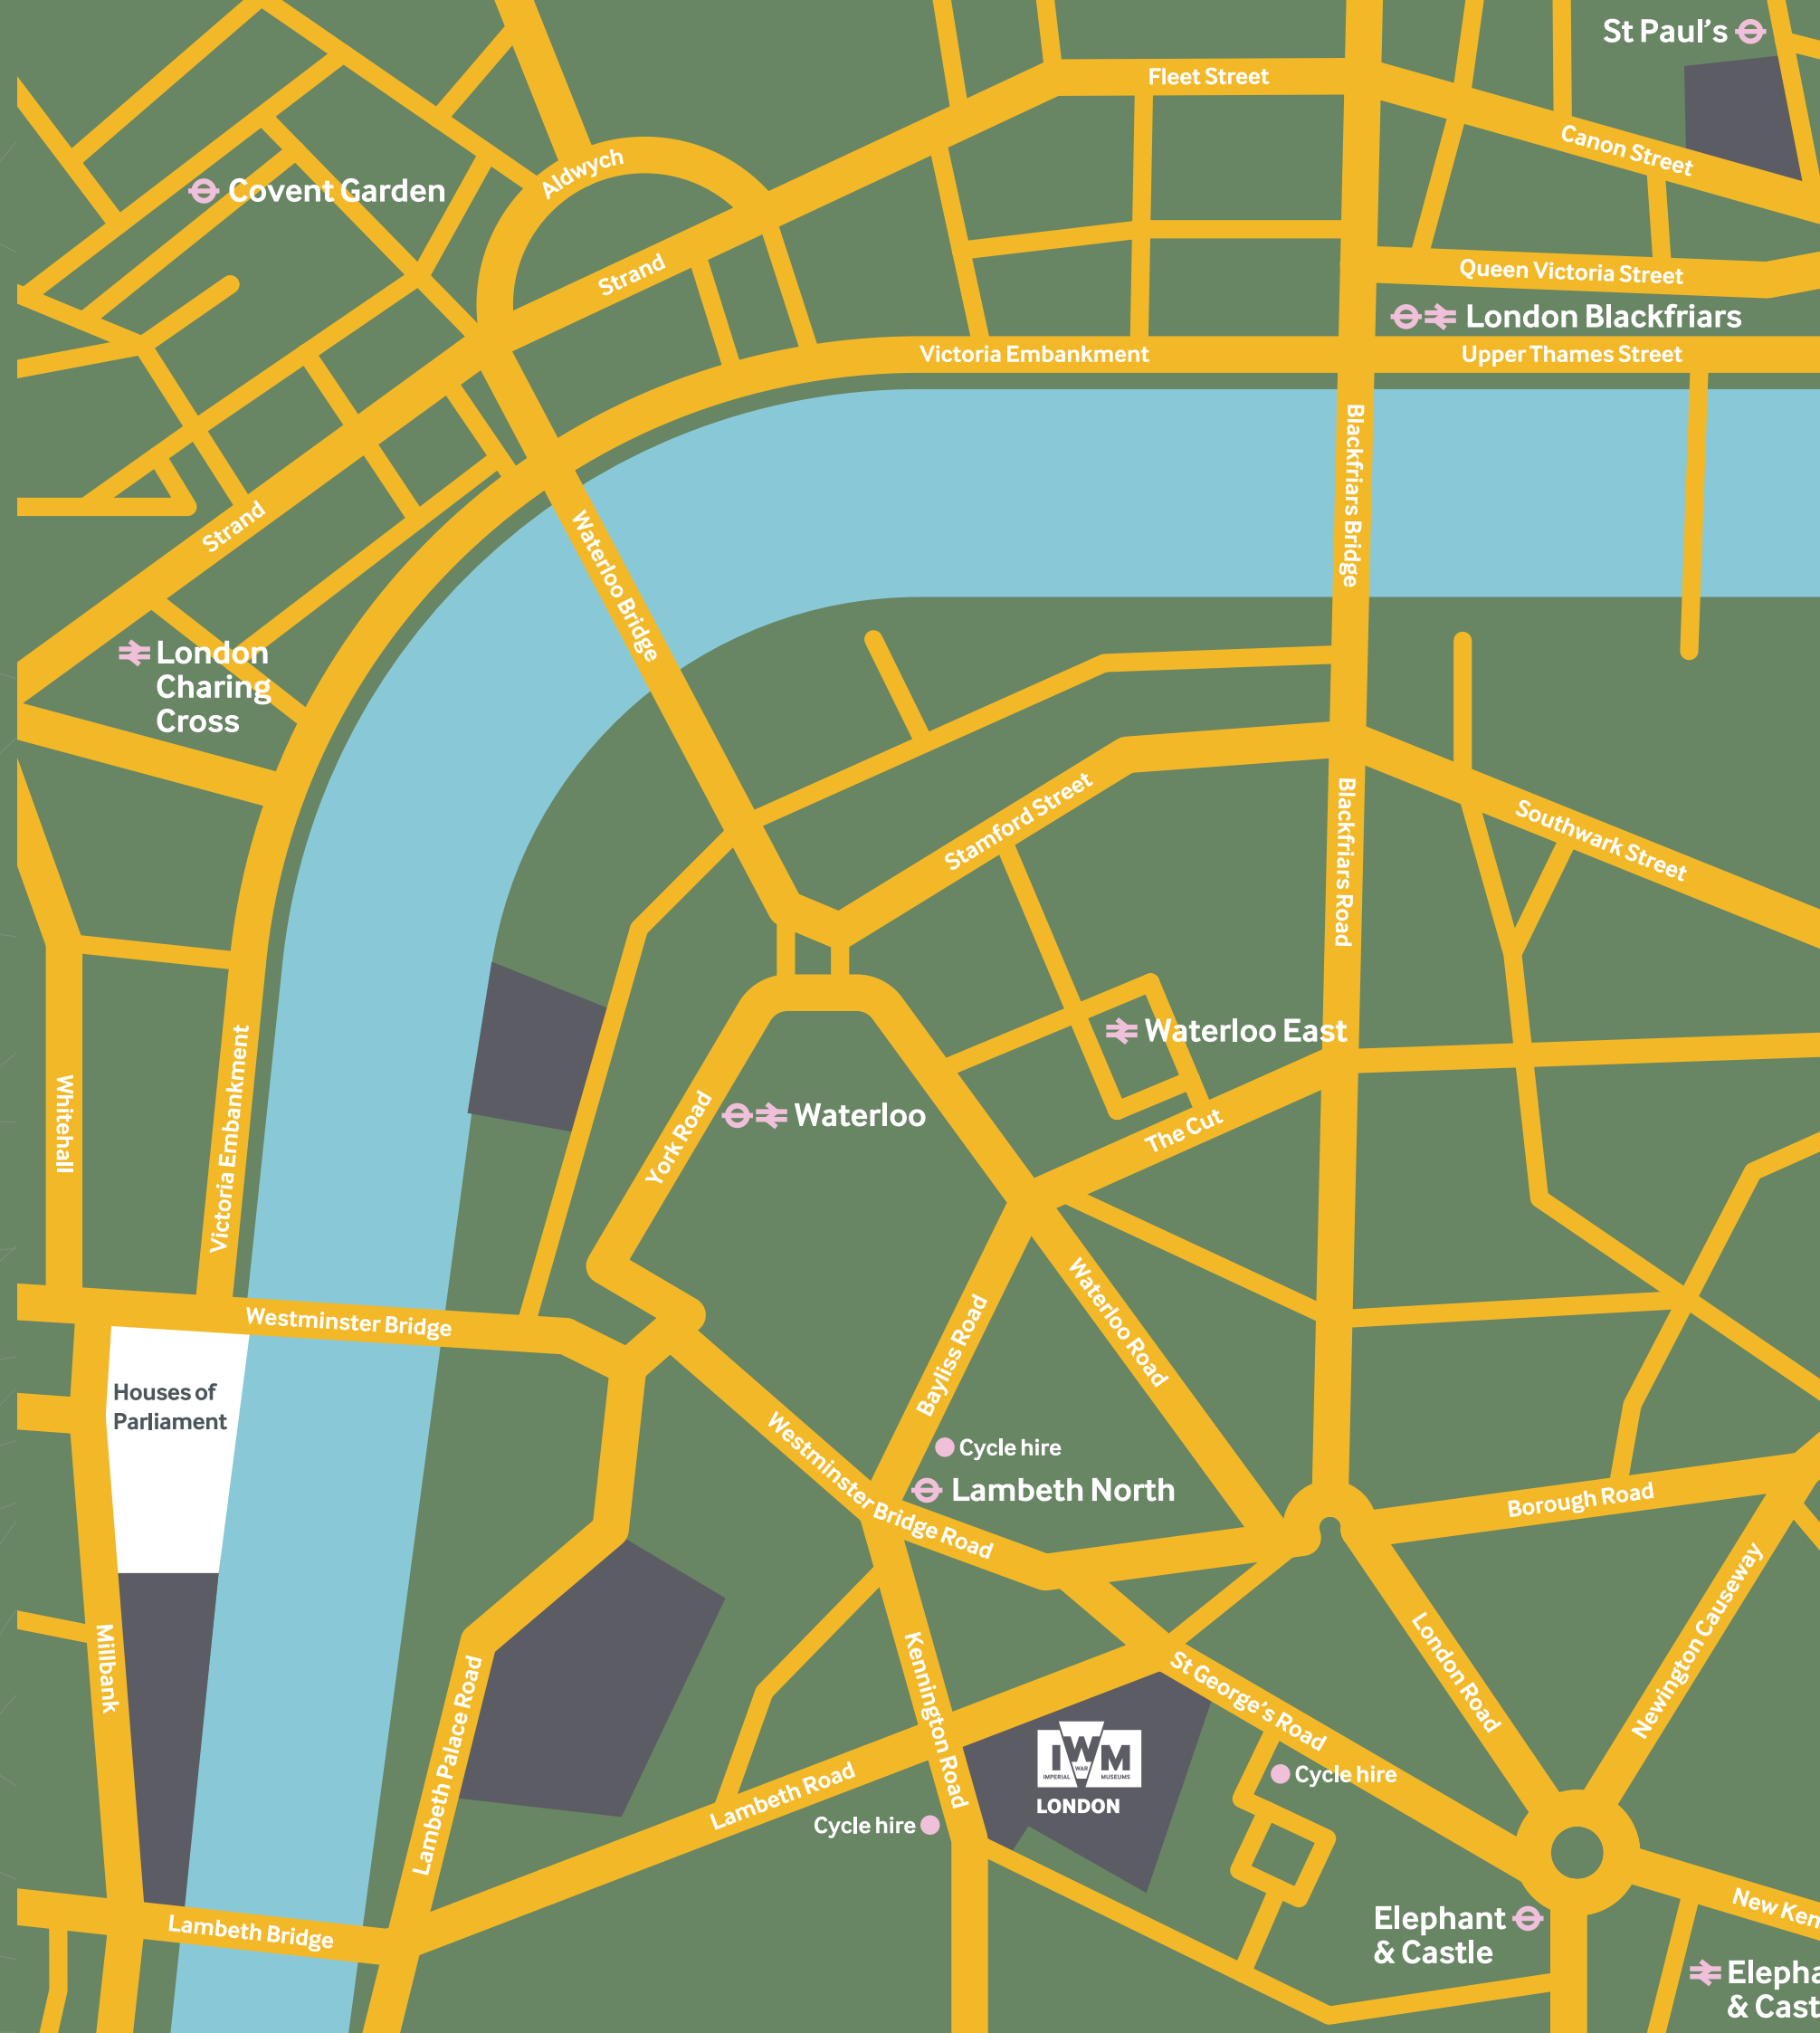 St Paul's
Fleet Street
Canon Street
Aldwych
Covent Garden
Strand
Queen Victoria Street
London Blackfriars
Victoria Embankment
Upper Thames Street
Blackfriars Bridge
Strand
Waterloo Bridge
London
Charing
Cross
Stamford Street
Blackfriars Road
Southwark Street
Waterloo East
Whitehall
Victoria Embankment
York Road
Waterloo
The Cut
Westminster Bridge
Bayliss Road
Waterloo Road
Houses of
Parliament
Westminster Bridge Road
Cycle hire
Lambeth North
Borough Road
Millbank
Lambeth Palace Road
Kennington Road
St George's Road
London Road
Newington Causeway
IWM
IMPERIAL WAR MUSEUMS
LONDON
Cycle hire
Lambeth Road
Cycle hire
Lambeth Bridge
Elephant
& Castle
New Ken
Elepha
& Cast